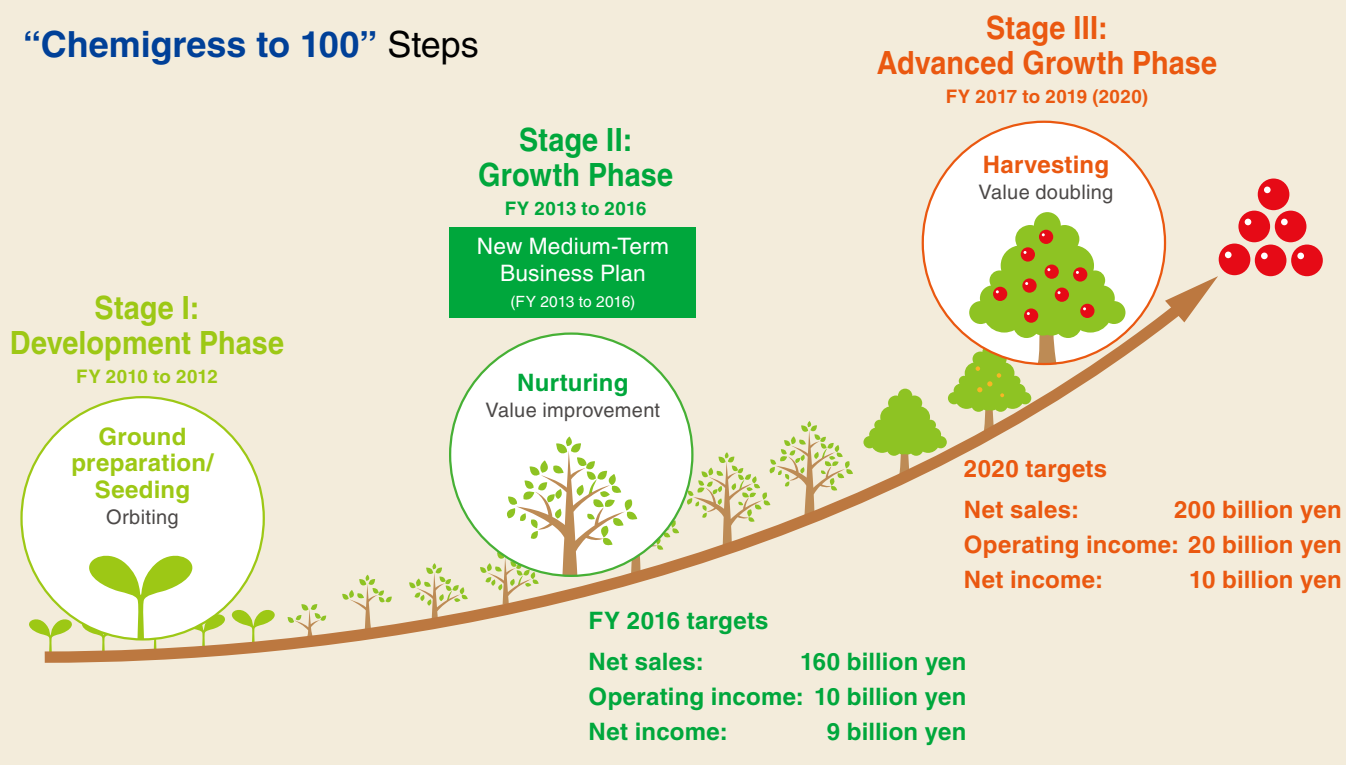 “Chemigress to 100” Steps
Stage I:
Development Phase
FY 2010 to 2012
Ground
preparation/
Seeding
Orbiting
Stage II:
Growth Phase
FY 2013 to 2016
New Medium-Term
Business Plan
(FY 2013 to 2016)
Nurturing
Value improvement
FY 2016 targets
Net sales: 160 billion yen
Operating income: 10 billion yen
Net income: 9 billion yen
Stage III:
Advanced Growth Phase
FY 2017 to 2019 (2020)
Harvesting
Value doubling
2020 targets
Net sales: 200 billion yen
Operating income: 20 billion yen
Net income: 10 billion yen